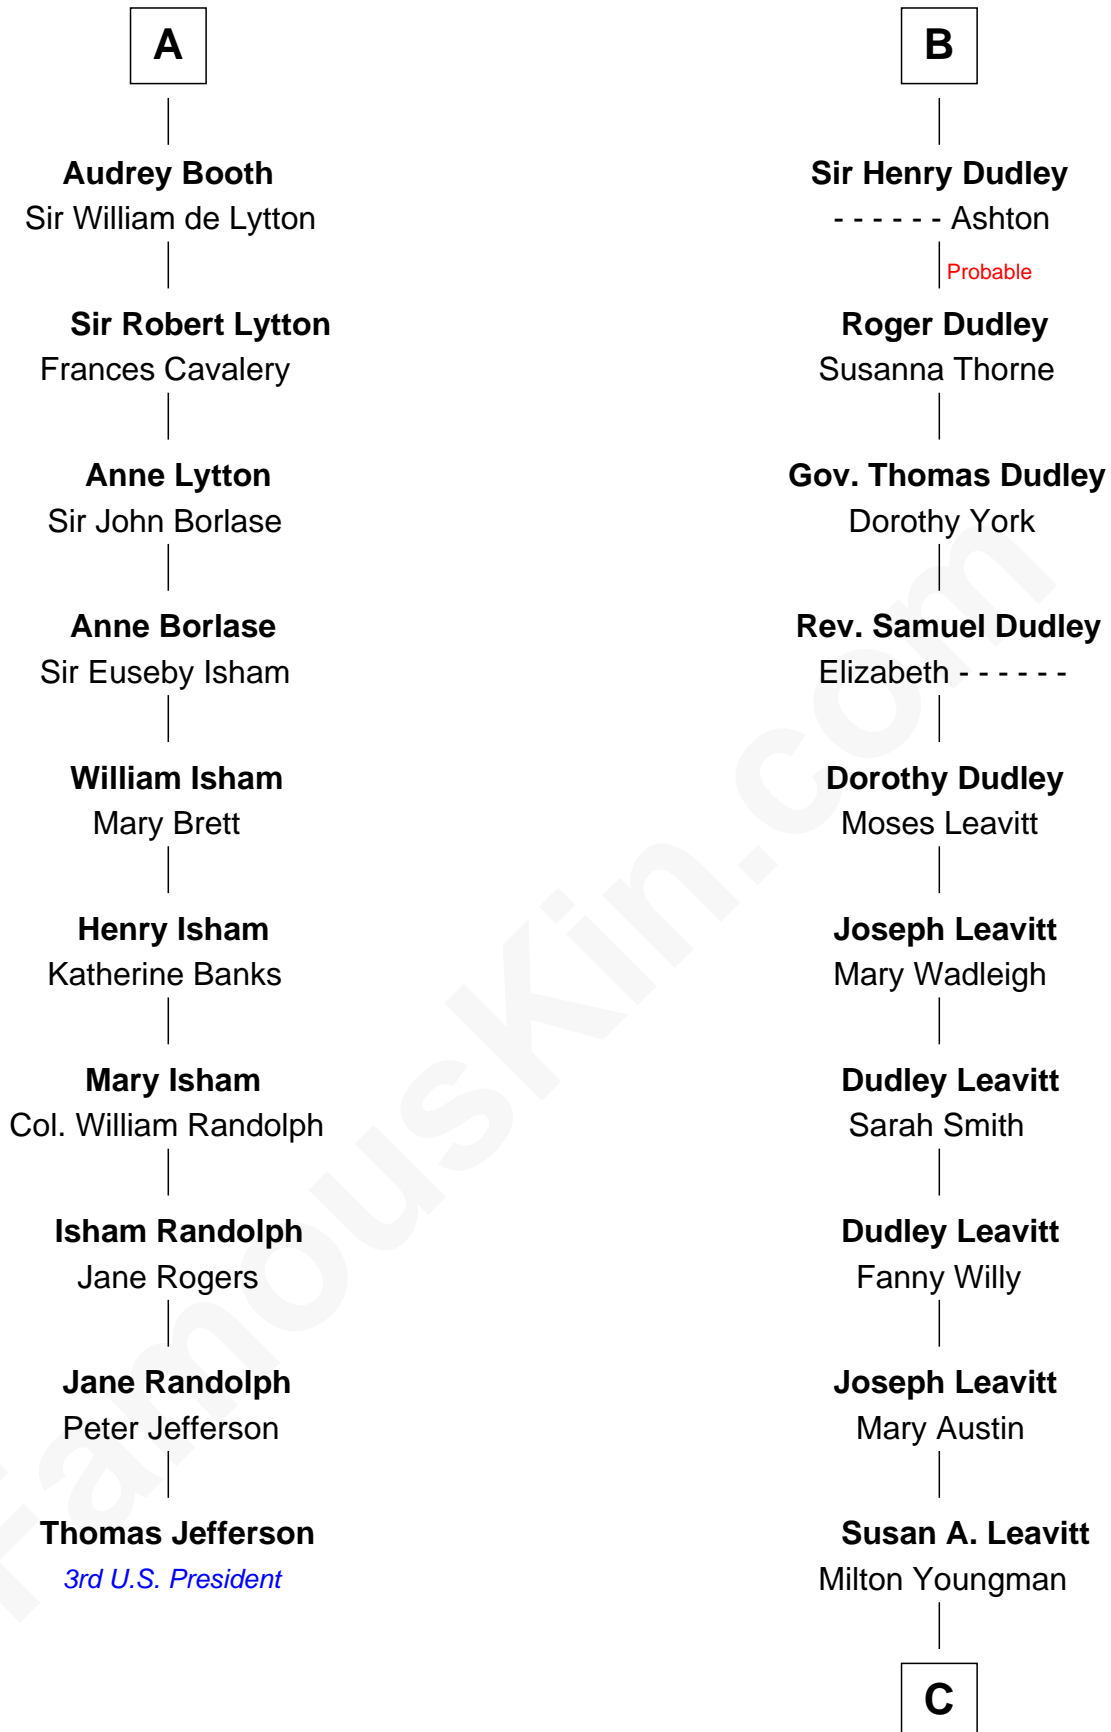 A
Audrey Booth
Sir William de Lytton
Sir Robert Lytton
Frances Cavalery
Anne Lytton
Sir John Borlase
Anne Borlase
Sir Euseby Isham
William Isham
Mary Brett
Henry Isham
Katherine Banks
Mary Isham
Col. William Randolph
Isham Randolph
Jane Rogers
Jane Randolph
Peter Jefferson
Thomas Jefferson
3rd U.S. President
B
Sir Henry Dudley
- - - - - - Ashton
Probable
Roger Dudley
Susanna Thorne
Gov. Thomas Dudley
Dorothy York
Rev. Samuel Dudley
Elizabeth - - - - - -
Dorothy Dudley
Moses Leavitt
Joseph Leavitt
Mary Wadleigh
Dudley Leavitt
Sarah Smith
Dudley Leavitt
Fanny Willy
Joseph Leavitt
Mary Austin
Susan A. Leavitt
Milton Youngman
C
FamousKin.com